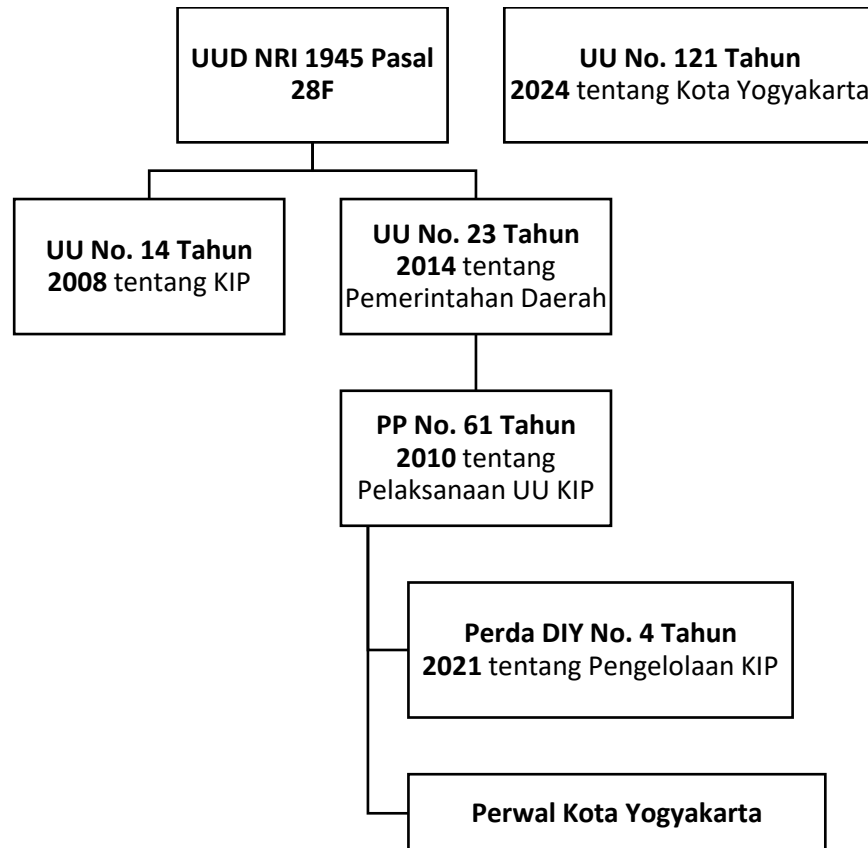 UUD NRI 1945 Pasal
28F
UU No. 121 Tahun
2024 tentang Kota Yogyakarta
UU No. 14 Tahun
2008 tentang KIP
UU No. 23 Tahun
2014 tentang
Pemerintahan Daerah
PP No. 61 Tahun
2010 tentang
Pelaksanaan UU KIP
Perda DIY No. 4 Tahun
2021 tentang Pengelolaan KIP
Perwal Kota Yogyakarta